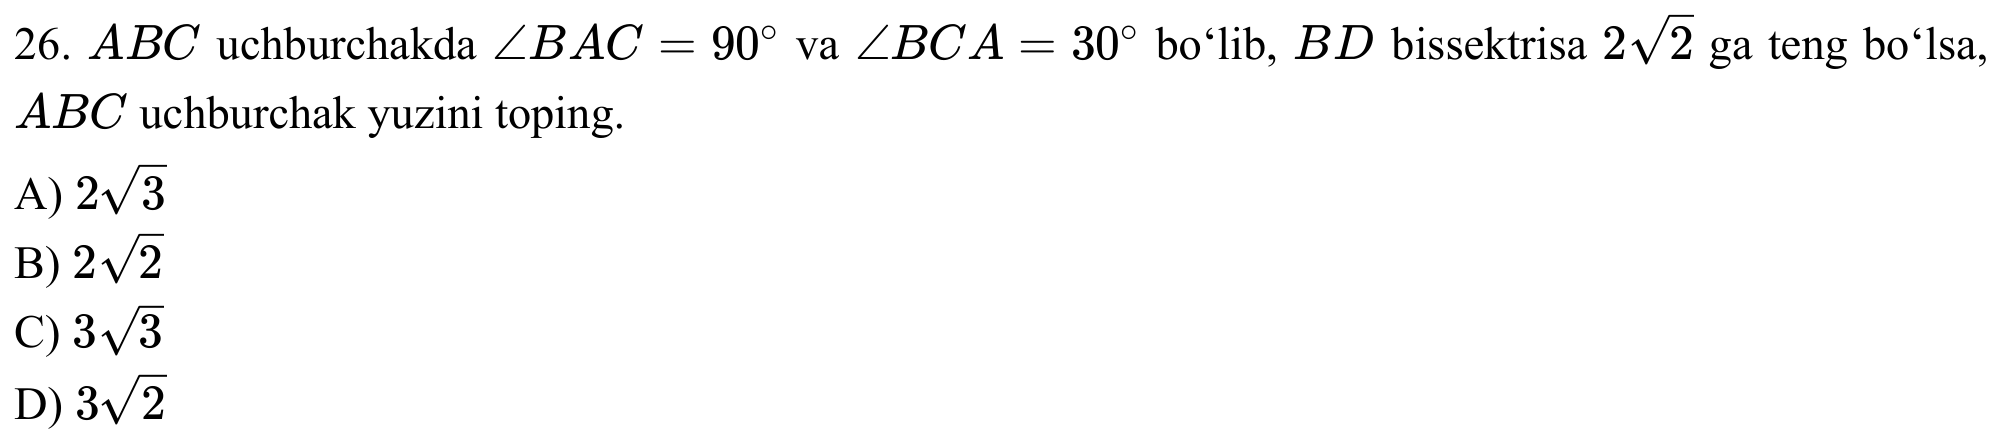 26. ABC uchburchakda ∠BAC = 90° va ∠BCA = 30° bo‘lib, BD bissektrisa 2√2 ga teng bo‘lsa,
ABC uchburchak yuzini toping.
A) 2√3
B) 2√2
C) 3√3
D) 3√2